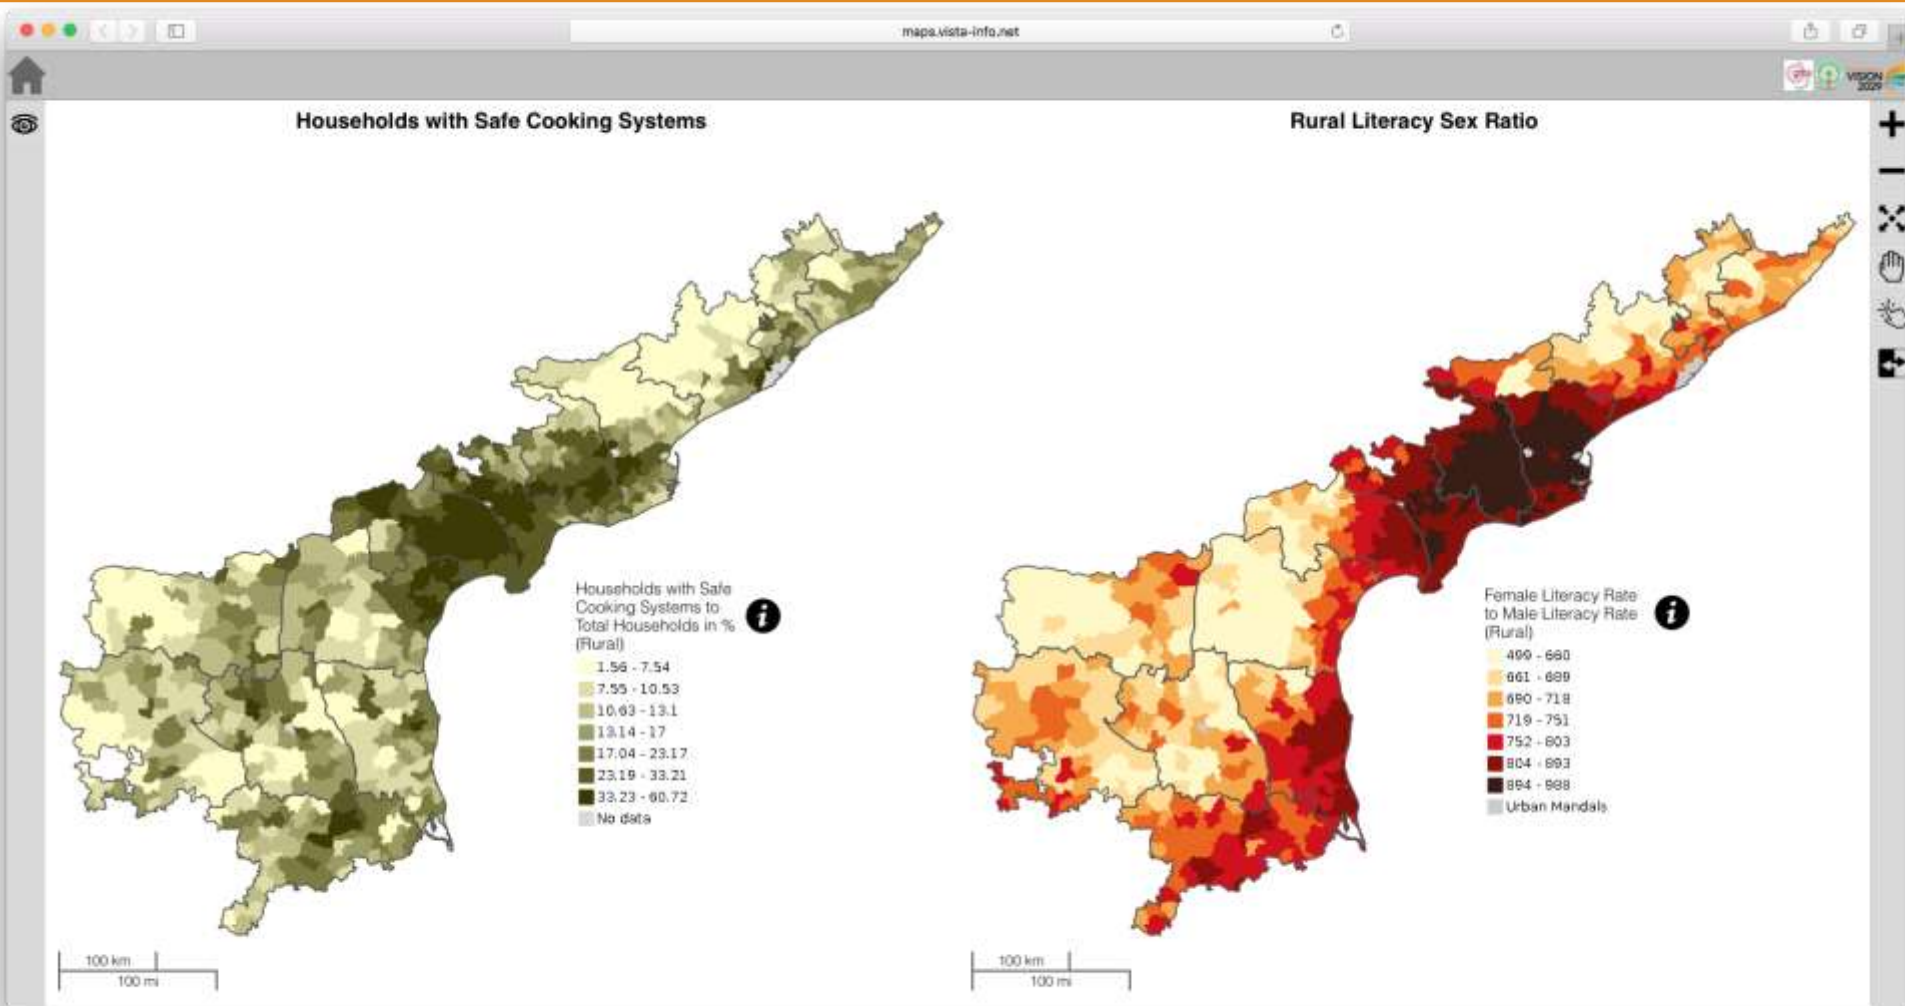 maps.vista-info.net
VISION
2029
Households with Safe Cooking Systems
Rural Literacy Sex Ratio
Households with Safe
Cooking Systems to
Total Households in %
(Rural)
1.56 - 7.54
7.55 - 10.53
10.63 - 13.1
13.14 - 17
17.04 - 23.17
23.19 - 33.21
33.23 - 60.72
No data
Female Literacy Rate
to Male Literacy Rate
(Rural)
499 - 660
661 - 689
690 - 718
719 - 751
752 - 803
804 - 893
894 - 988
Urban Mandals
100 km
100 mi
100 km
100 mi